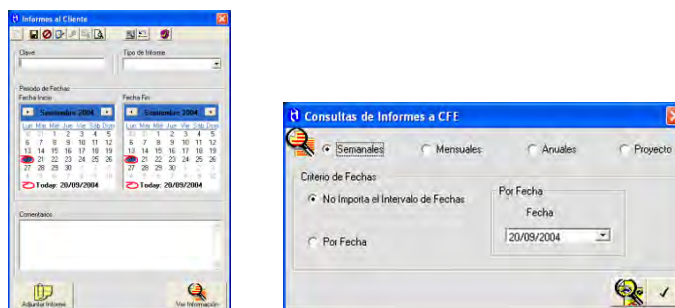 Informes al Cliente
Clave
Tipo de Informe
Periodo de Fechas
Fecha Inicio
Fecha Fin
Septiembre 2004
Septiembre 2004
Lun Mar Mié Jue Vie Sáb Dom
Lun Mar Mié Jue Vie Sáb Dom
30 31 1 2 3 4 5
30 31 1 2 3 4 5
6 7 8 9 10 11 12
6 7 8 9 10 11 12
13 14 15 16 17 18 19
13 14 15 16 17 18 19
20 21 22 23 24 25 26
20 21 22 23 24 25 26
27 28 29 30
27 28 29 30
Today: 20/09/2004
Today: 20/09/2004
Comentarios
Adjuntar Informe
Ver Información
Consultas de Informes a CFE
Semanales
Mensuales
Anuales
Proyecto
Criterio de Fechas
No Importa el Intervalo de Fechas
Por Fecha
Por Fecha
Fecha
20/09/2004